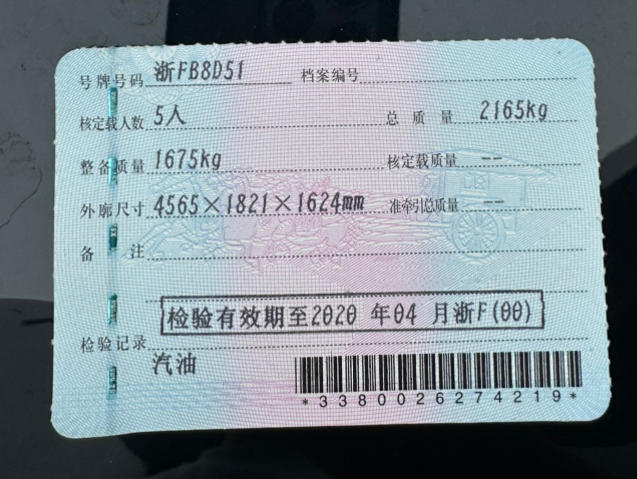 号牌号码 浙FB8D51 档案编号
核定载人数 5人 总质量 2165kg
整备质量 1675kg 核定载质量 --
外廓尺寸 4565×1821×1624mm 准牵引总质量 --
备注
检验有效期至2020 年04 月浙F(00)
检验记录
汽油
*3380026274219*